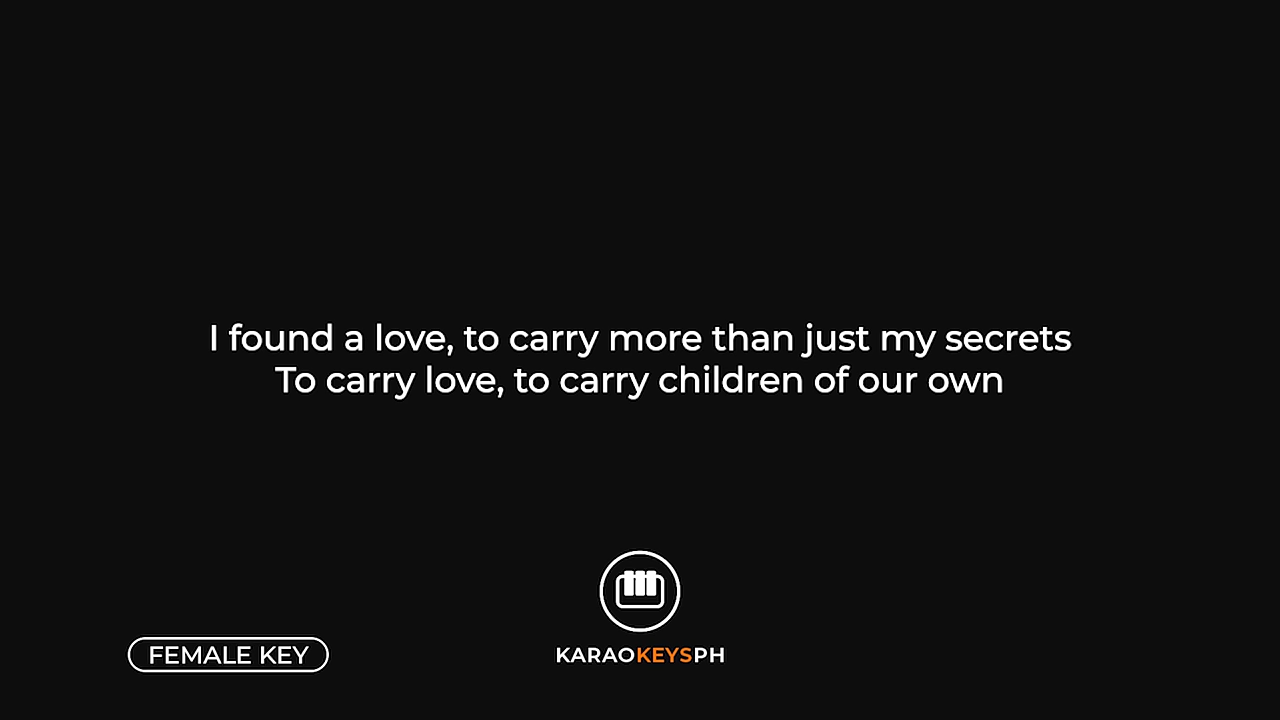 I found a love, to carry more than just my secrets
To carry love, to carry children of our own
FEMALE KEY
KARAOKEYSPH